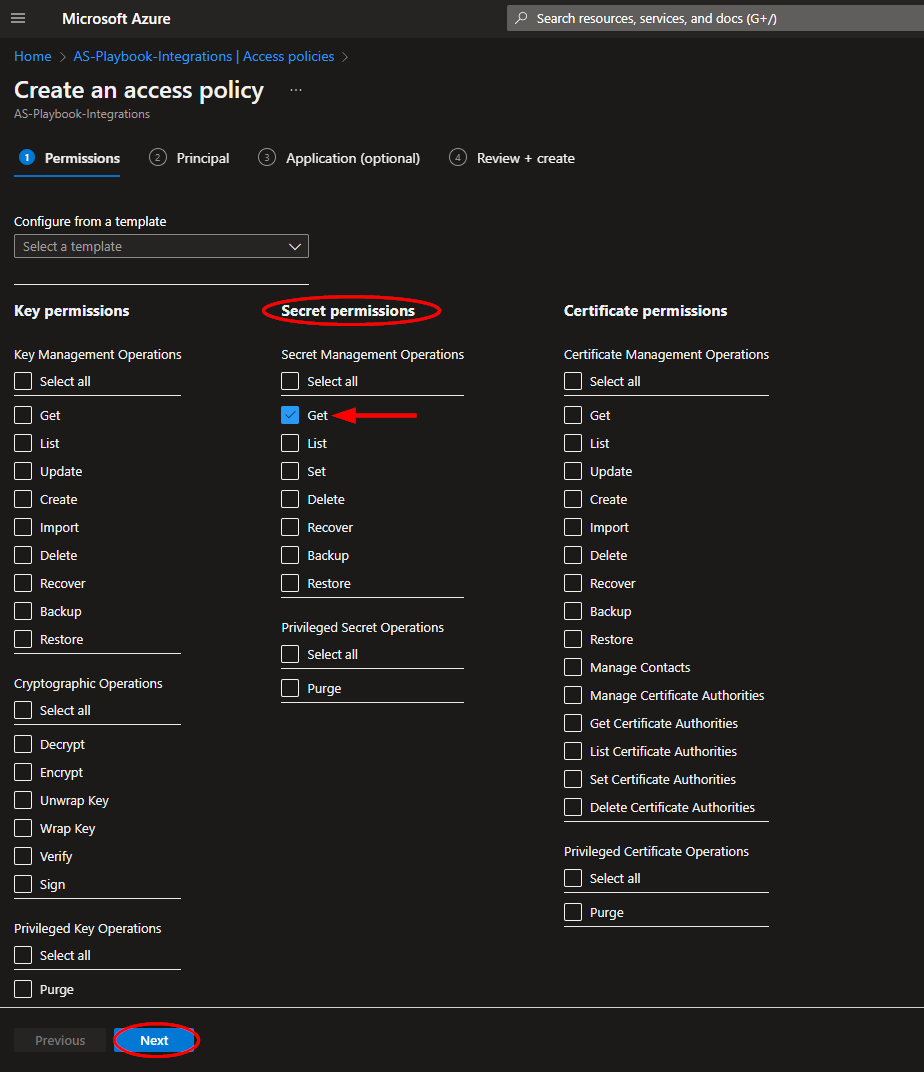 Microsoft Azure
Search resources, services, and docs (G+/)
Home > AS-Playbook-Integrations | Access policies >
Create an access policy ...
AS-Playbook-Integrations
1 Permissions
2 Principal
3 Application (optional)
4 Review + create
Configure from a template
Select a template
Key permissions
Key Management Operations
Select all
Get
List
Update
Create
Import
Delete
Recover
Backup
Restore
Cryptographic Operations
Select all
Decrypt
Encrypt
Unwrap Key
Wrap Key
Verify
Sign
Privileged Key Operations
Select all
Purge
Secret permissions
Secret Management Operations
Select all
Get
List
Set
Delete
Recover
Backup
Restore
Privileged Secret Operations
Select all
Purge
Certificate permissions
Certificate Management Operations
Select all
Get
List
Update
Create
Import
Delete
Recover
Backup
Restore
Manage Contacts
Manage Certificate Authorities
Get Certificate Authorities
List Certificate Authorities
Set Certificate Authorities
Delete Certificate Authorities
Privileged Certificate Operations
Select all
Purge
Previous
Next